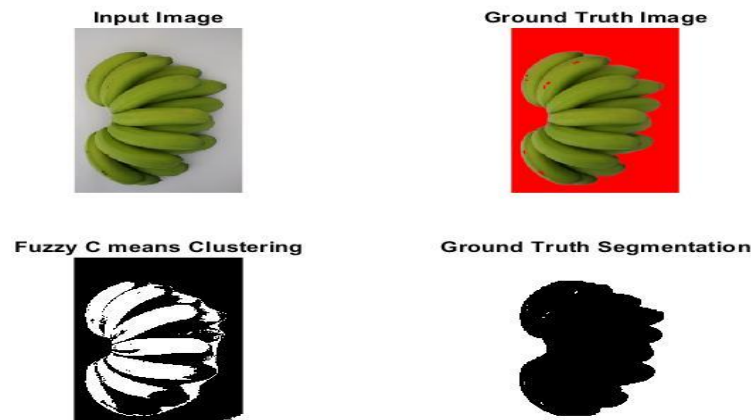 Input Image
Ground Truth Image
Fuzzy C means Clustering
Ground Truth Segmentation